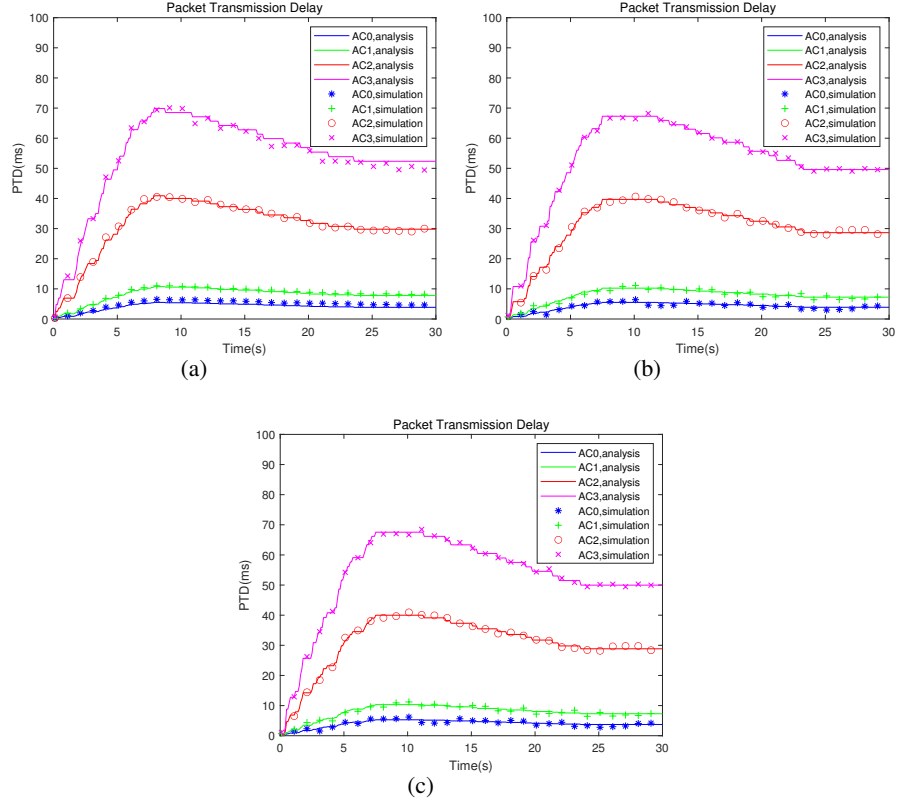 Packet Transmission Delay
100
90
80
70
60
50
40
30
20
10
0
PTD(ms)
0 5 10 15 20 25 30
Time(s)
AC0,analysis
AC1,analysis
AC2,analysis
AC3,analysis
AC0,simulation
AC1,simulation
AC2,simulation
AC3,simulation
(a)
Packet Transmission Delay
100
90
80
70
60
50
40
30
20
10
0
PTD(ms)
0 5 10 15 20 25 30
Time(s)
AC0,analysis
AC1,analysis
AC2,analysis
AC3,analysis
AC0,simulation
AC1,simulation
AC2,simulation
AC3,simulation
(b)
Packet Transmission Delay
100
90
80
70
60
50
40
30
20
10
0
PTD(ms)
0 5 10 15 20 25 30
Time(s)
AC0,analysis
AC1,analysis
AC2,analysis
AC3,analysis
AC0,simulation
AC1,simulation
AC2,simulation
AC3,simulation
(c)